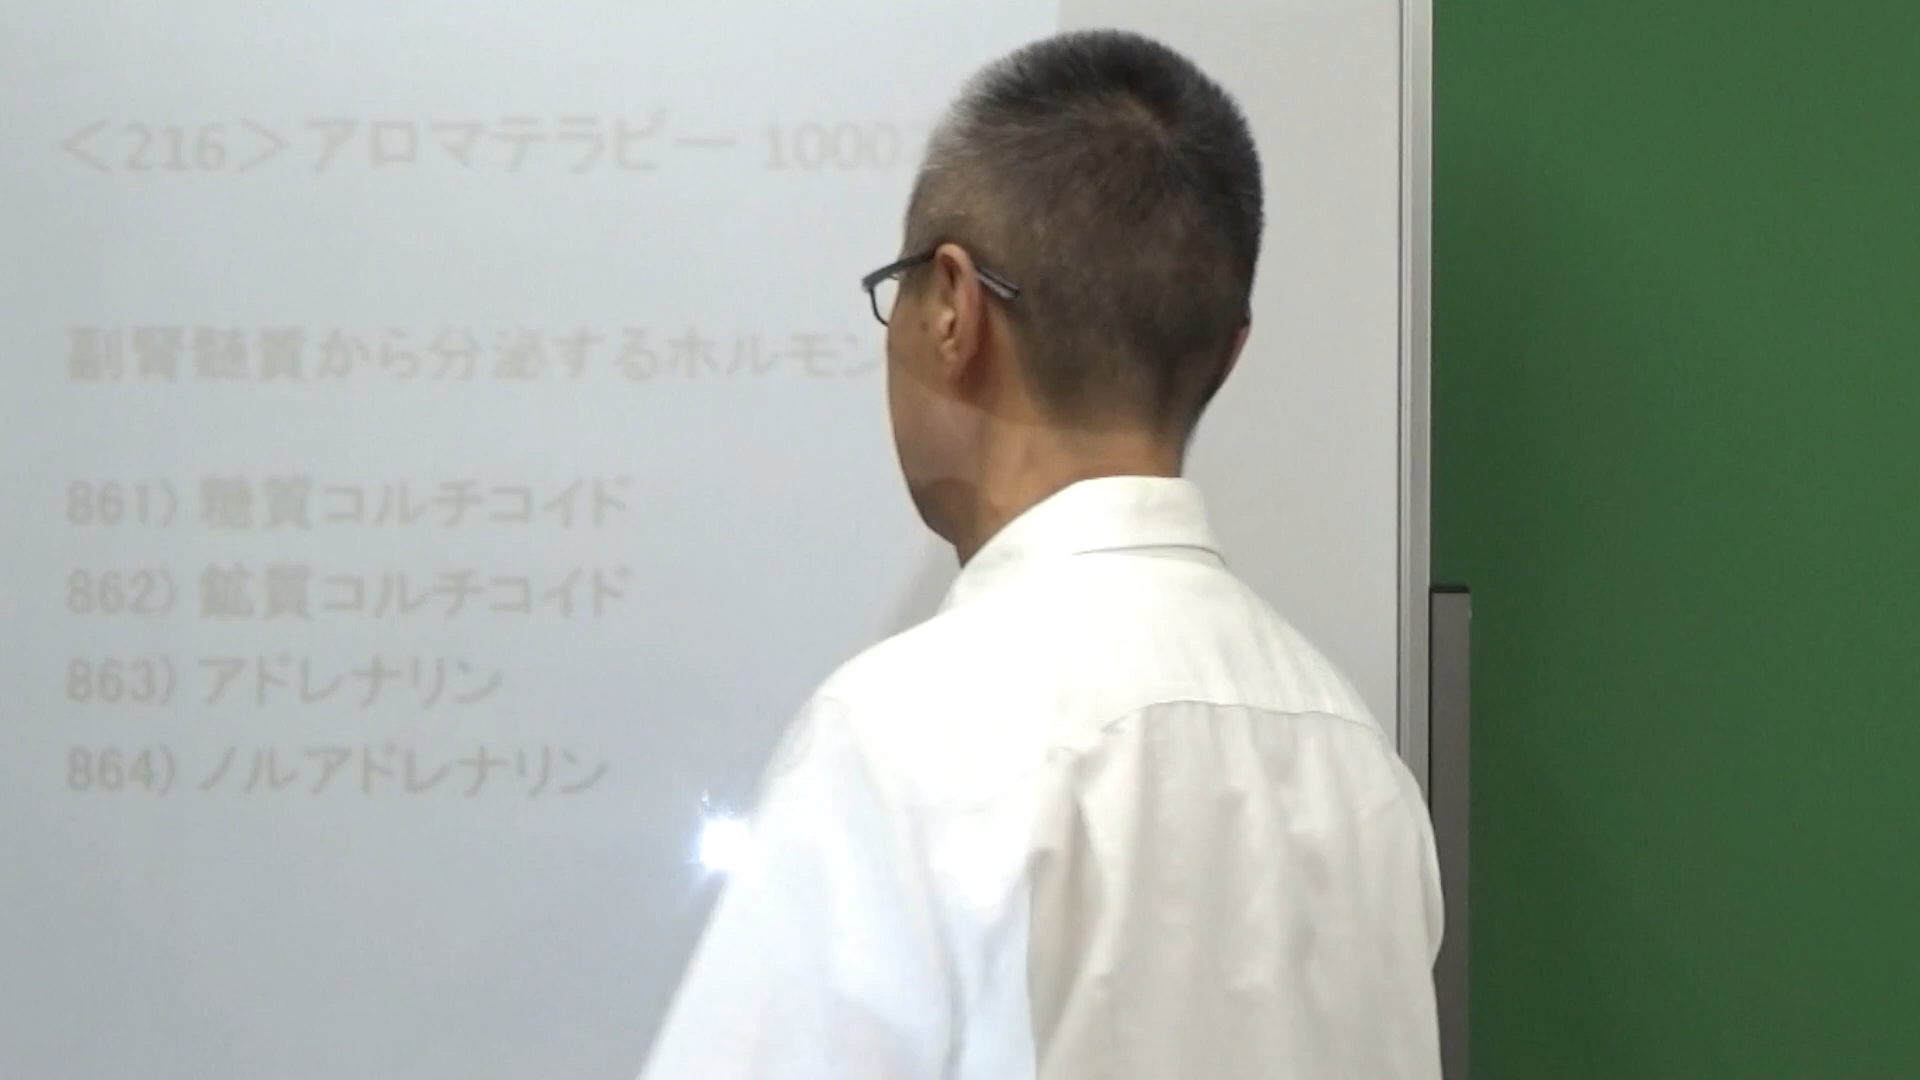 ＜216＞アロマテラピー 1000
副腎髄質から分泌するホルモン
861) 糖質コルチコイド
862) 鉱質コルチコイド
863) アドレナリン
864) ノルアドレナリン